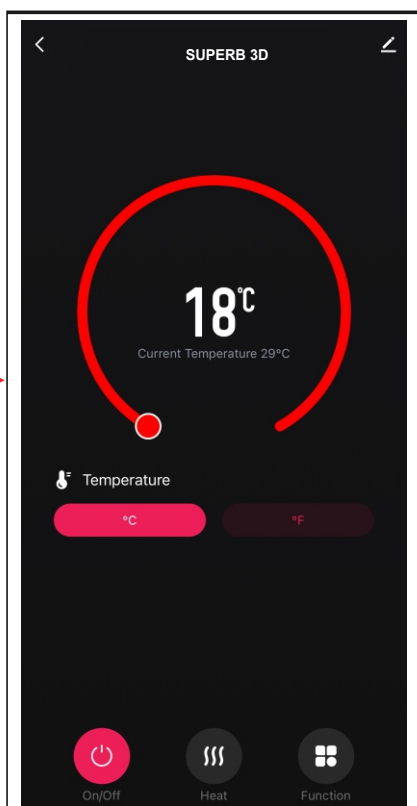 SUPERB 3D
18°C
Current Temperature 29°C
Temperature
°C °F
On/Off Heat Function